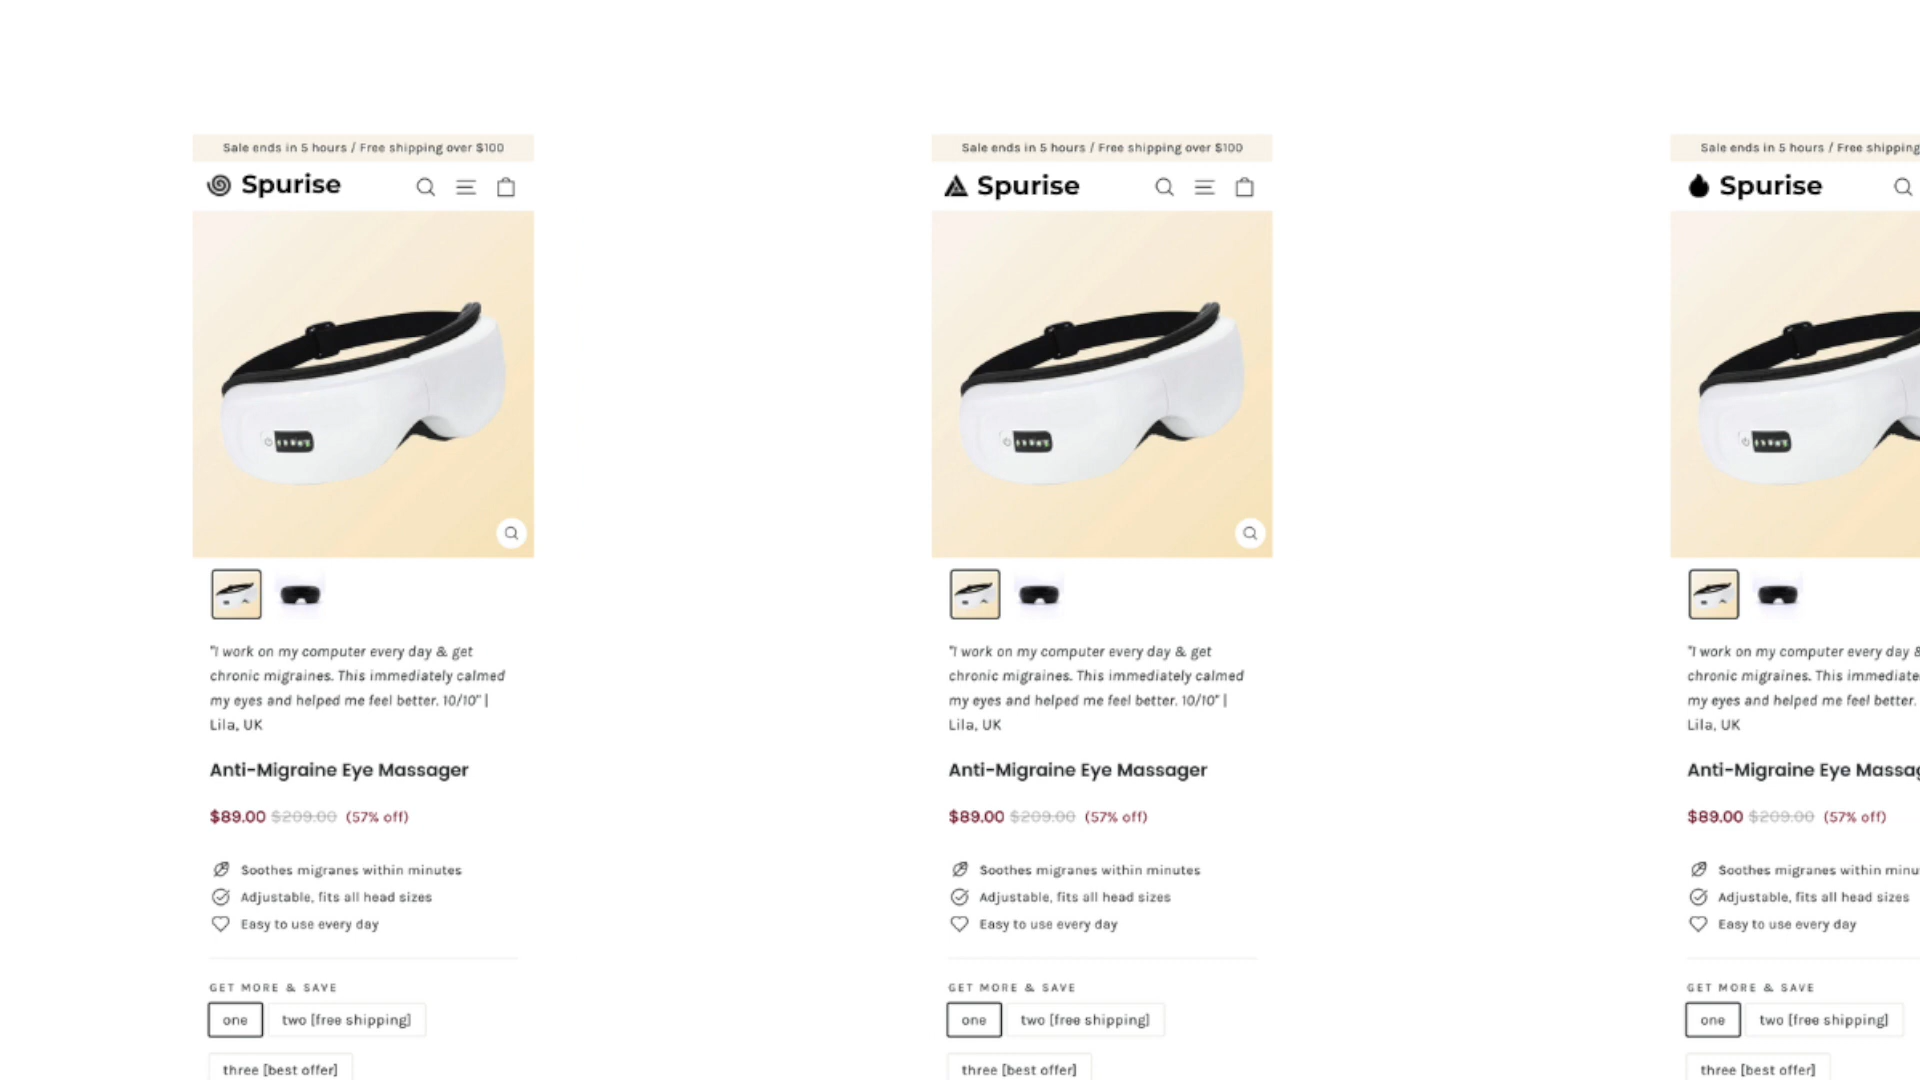 Sale ends in 5 hours / Free shipping over $100
Spurise
"I work on my computer every day & get
chronic migraines. This immediately calmed
my eyes and helped me feel better. 10/10" |
Lila, UK
Anti-Migraine Eye Massager
$89.00 $209.00 (57% off)
Soothes migranes within minutes
Adjustable, fits all head sizes
Easy to use every day
GET MORE & SAVE
one two [free shipping]
three [best offer]
Sale ends in 5 hours / Free shipping over $100
Spurise
"I work on my computer every day & get
chronic migraines. This immediately calmed
my eyes and helped me feel better. 10/10" |
Lila, UK
Anti-Migraine Eye Massager
$89.00 $209.00 (57% off)
Soothes migranes within minutes
Adjustable, fits all head sizes
Easy to use every day
GET MORE & SAVE
one two [free shipping]
three [best offer]
Sale ends in 5 hours / Free shipping
Spurise
"I work on my computer every day &
chronic migraines. This immediate
my eyes and helped me feel better.
Lila, UK
Anti-Migraine Eye Massag
$89.00 $209.00 (57% off)
Soothes migranes within minu
Adjustable, fits all head sizes
Easy to use every day
GET MORE & SAVE
one two [free shipping]
three [best offer]